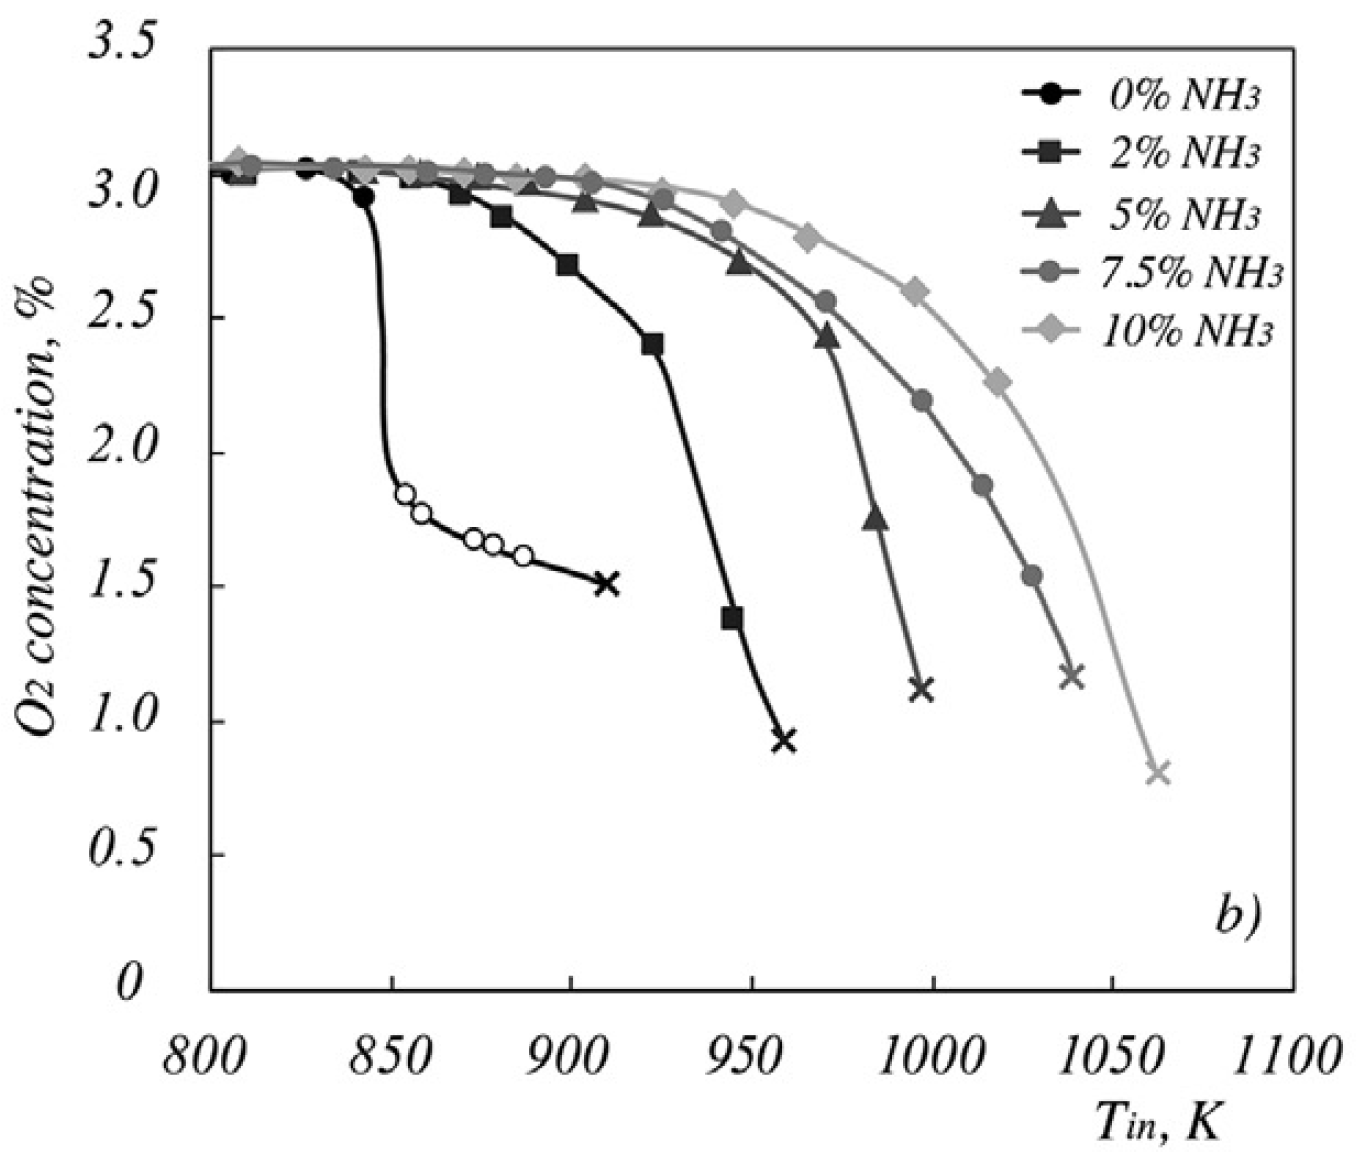 3.5
3.0
2.5
2.0
1.5
1.0
0.5
0
O2 concentration, %
0% NH3
2% NH3
5% NH3
7.5% NH3
10% NH3
b)
800 850 900 950 1000 1050 1100
Tin, K